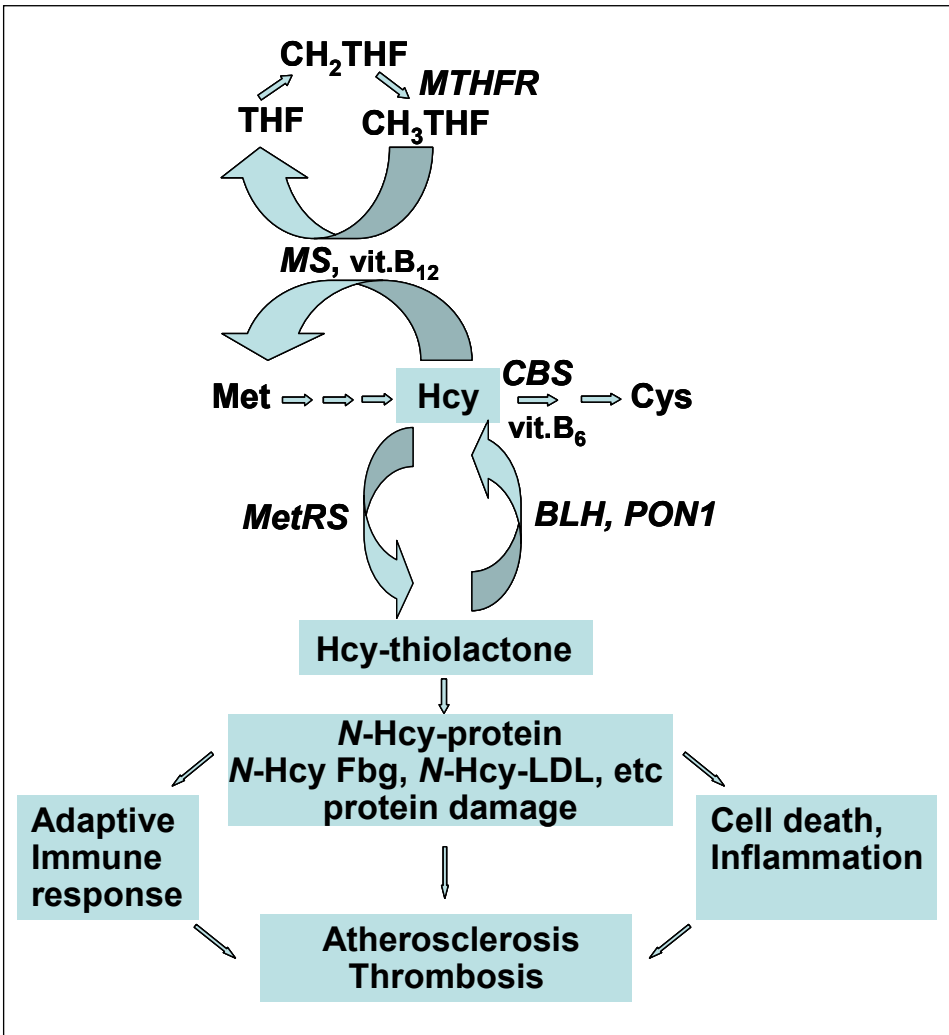 CH₂THF
MTHFR
THF
CH₃THF
MS, vit.B₁₂
Met
Hcy
CBS
vit.B₆
Cys
MetRS
BLH, PON1
Hcy-thiolactone
N-Hcy-protein
N-Hcy Fbg, N-Hcy-LDL, etc
protein damage
Adaptive
Immune
response
Cell death,
Inflammation
Atherosclerosis
Thrombosis